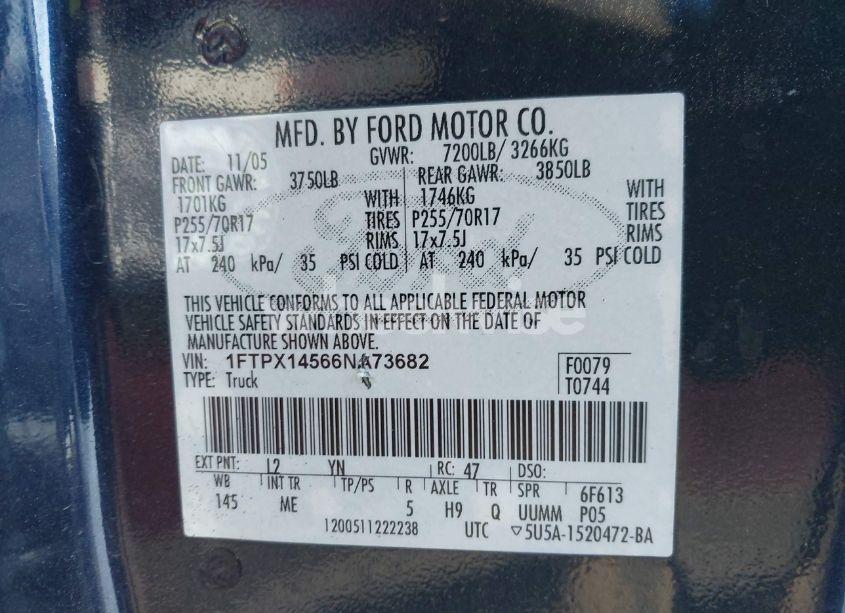 MFD. BY FORD MOTOR CO.
DATE: 11/05 GVWR: 7200LB/ 3266KG
FRONT GAWR: 3750LB REAR GAWR: 3850LB
1701KG WITH 1746KG WITH
P255/70R17 TIRES P255/70R17 TIRES
17x7.5J RIMS 17x7.5J RIMS
AT 240 kPa/ 35 PSI COLD AT 240 kPa/ 35 PSI COLD
THIS VEHICLE CONFORMS TO ALL APPLICABLE FEDERAL MOTOR
VEHICLE SAFETY STANDARDS IN EFFECT ON THE DATE OF
MANUFACTURE SHOWN ABOVE.
VIN: 1FTPX14566NA73682 F0079
TYPE: Truck T0744
EXT PNT: L2 YN RC: 47 DSO:
WB INT TR TP/PS R AXLE TR SPR 6F613
145 ME 5 H9 Q UUMM P05
1200511222238 UTC ▽5U5A-1520472-BA